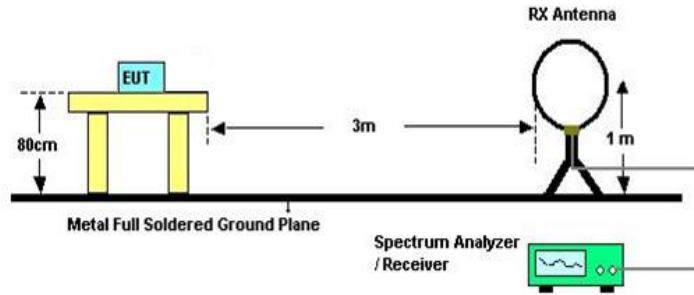 RX Antenna
EUT
3m
80cm
1 m
Metal Full Soldered Ground Plane
Spectrum Analyzer
/ Receiver